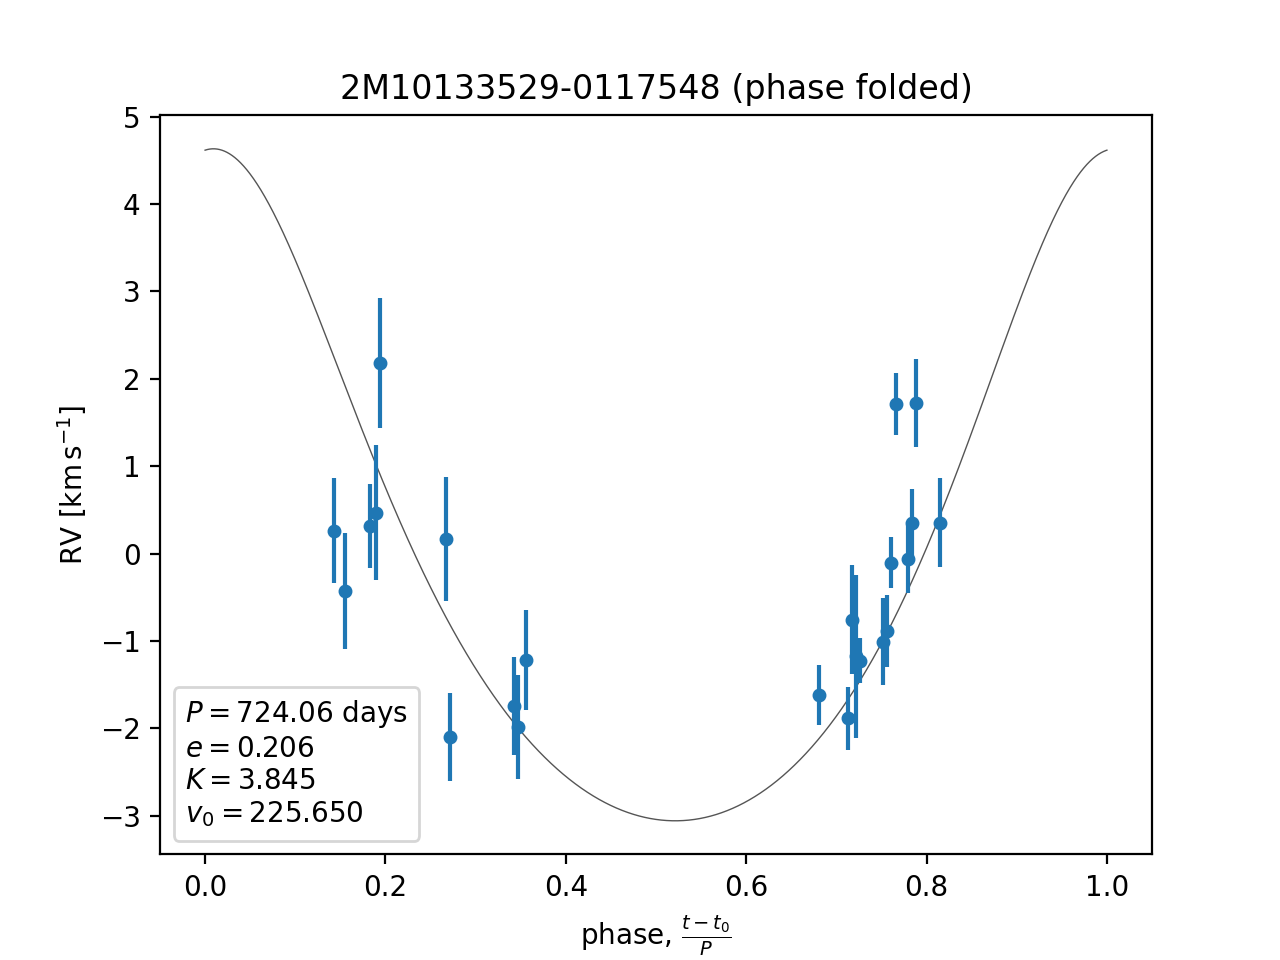 2M10133529-0117548 (phase folded)
5
4
3
2
1
0
−1
−2
−3
RV [km s⁻¹]
P = 724.06 days
e = 0.206
K = 3.845
v₀ = 225.650
0.0 0.2 0.4 0.6 0.8 1.0
phase, (t − t₀)/P